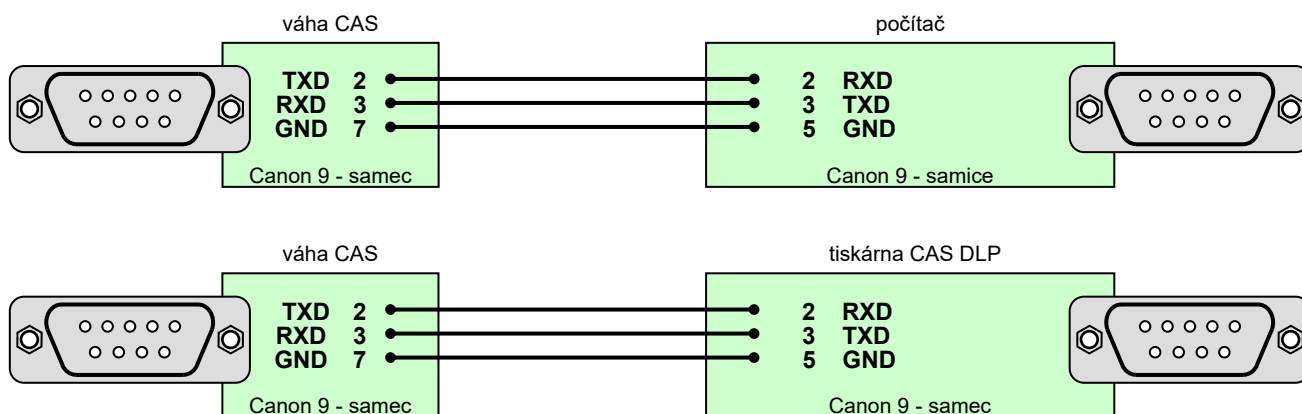 váha CAS
počítač
TXD 2
RXD 3
GND 7
2 RXD
3 TXD
5 GND
Canon 9 - samec
Canon 9 - samice
váha CAS
tiskárna CAS DLP
TXD 2
RXD 3
GND 7
2 RXD
3 TXD
5 GND
Canon 9 - samec
Canon 9 - samec